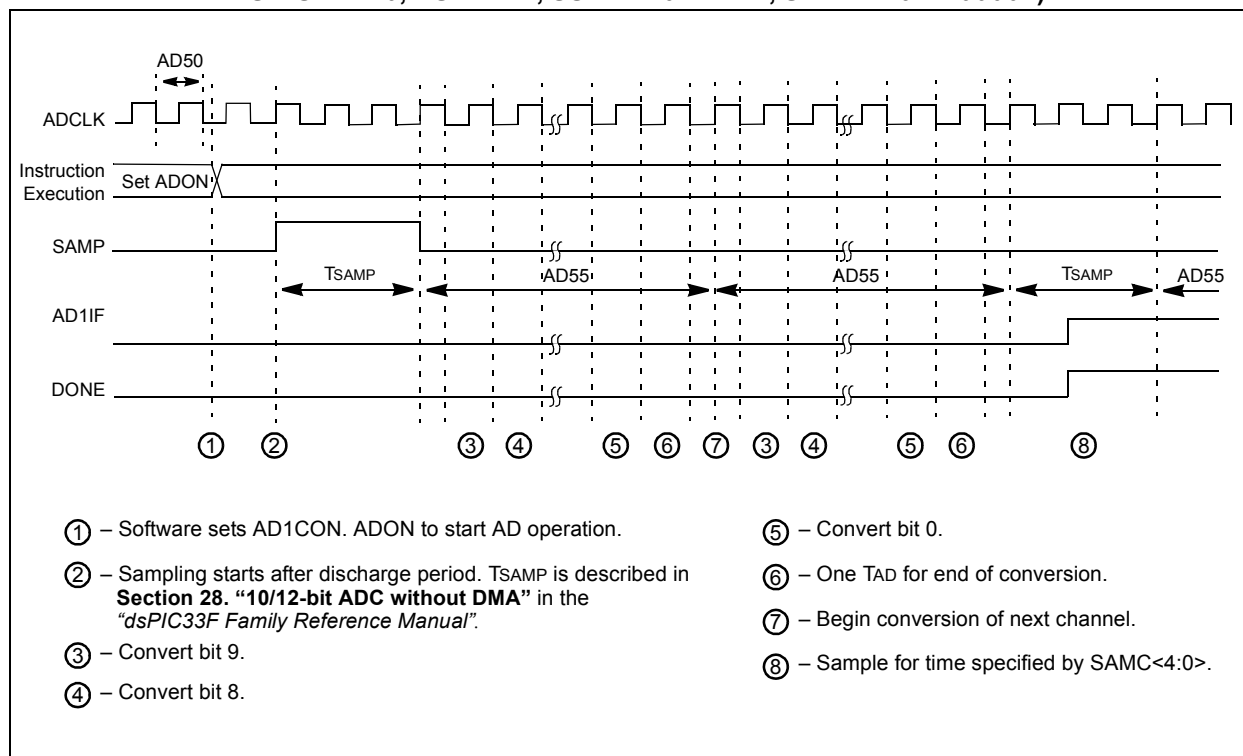 AD50
ADCLK
Instruction
Execution
Set ADON
SAMP
TSAMP
AD55
AD55
TSAMP
AD55
AD1IF
DONE
① ② ③ ④ ⑤ ⑥ ⑦ ③ ④ ⑤ ⑥ ⑧
① – Software sets AD1CON. ADON to start AD operation.
② – Sampling starts after discharge period. TSAMP is described in
Section 28. “10/12-bit ADC without DMA” in the
“dsPIC33F Family Reference Manual”.
③ – Convert bit 9.
④ – Convert bit 8.
⑤ – Convert bit 0.
⑥ – One TAD for end of conversion.
⑦ – Begin conversion of next channel.
⑧ – Sample for time specified by SAMC<4:0>.